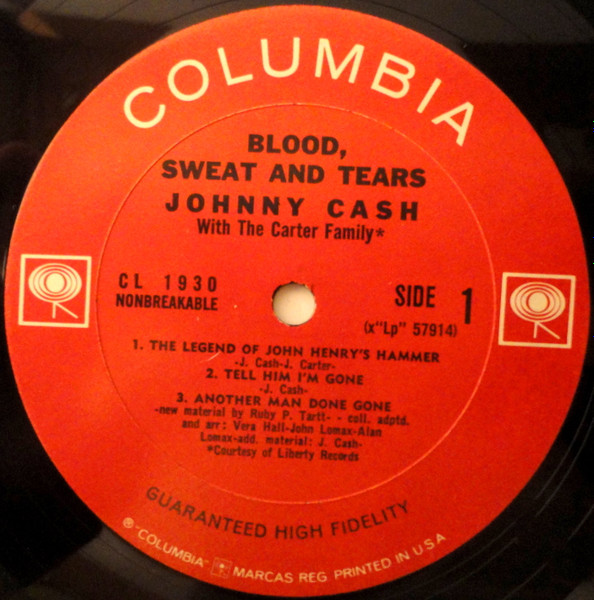 COLUMBIA
BLOOD,
SWEAT AND TEARS
JOHNNY CASH
With The Carter Family*
CL 1930
NONBREAKABLE
SIDE 1
(x"Lp" 57914)
1. THE LEGEND OF JOHN HENRY'S HAMMER
-J. Cash-J. Carter-
2. TELL HIM I'M GONE
-J. Cash-
3. ANOTHER MAN DONE GONE
-new material by Ruby P. Tartt- - coll. adptd.
and arr: Vera Hall-John Lomax-Alan
Lomax-add. material: J. Cash-
*Courtesy of Liberty Records
GUARANTEED HIGH FIDELITY
® "COLUMBIA" MARCAS REG PRINTED IN U S A